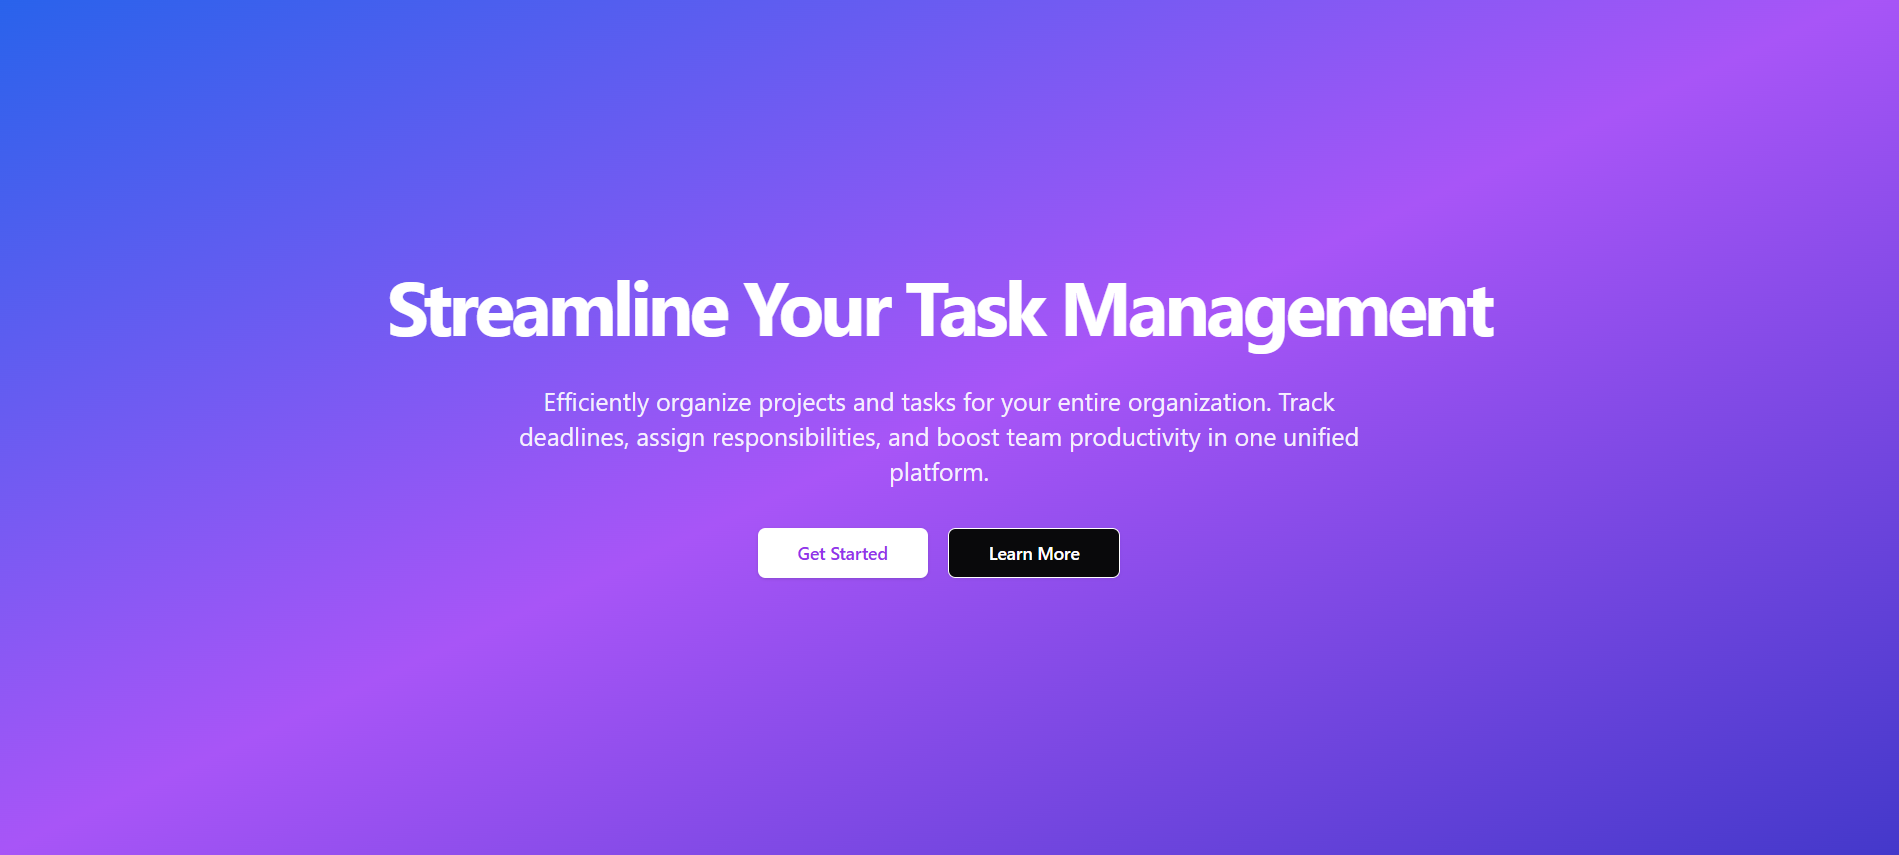 Streamline Your Task Management
Efficiently organize projects and tasks for your entire organization. Track
deadlines, assign responsibilities, and boost team productivity in one unified
platform.
Get Started
Learn More